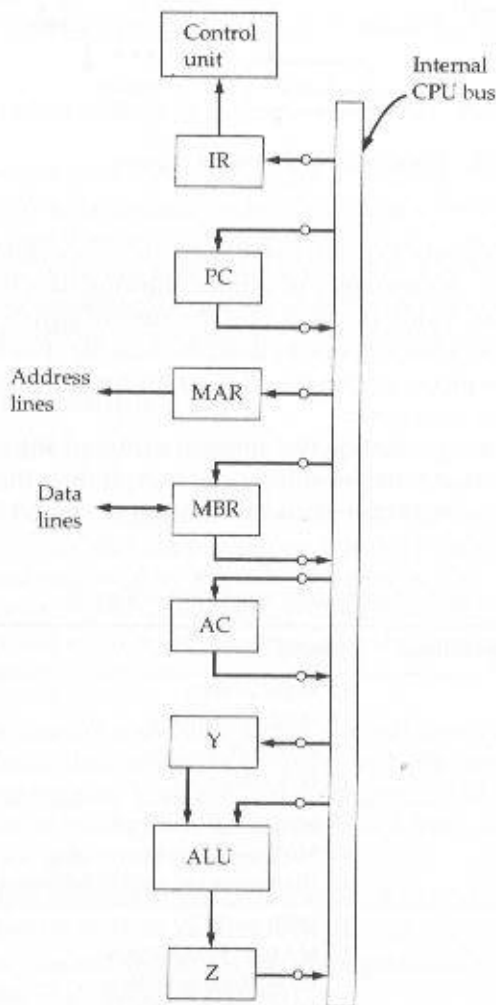 Control
unit
Internal
CPU bus
IR
PC
Address
lines
MAR
Data
lines
MBR
AC
Y
ALU
Z